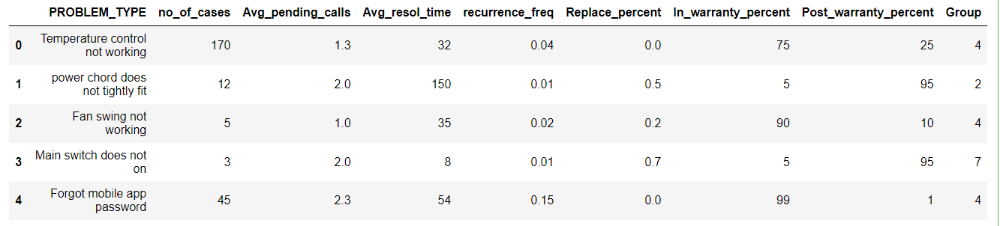 PROBLEM_TYPE no_of_cases Avg_pending_calls Avg_resol_time recurrence_freq Replace_percent In_warranty_percent Post_warranty_percent Group
0 Temperature control not working 170 1.3 32 0.04 0.0 75 25 4
1 power chord does not tightly fit 12 2.0 150 0.01 0.5 5 95 2
2 Fan swing not working 5 1.0 35 0.02 0.2 90 10 4
3 Main switch does not on 3 2.0 8 0.01 0.7 5 95 7
4 Forgot mobile app password 45 2.3 54 0.15 0.0 99 1 4